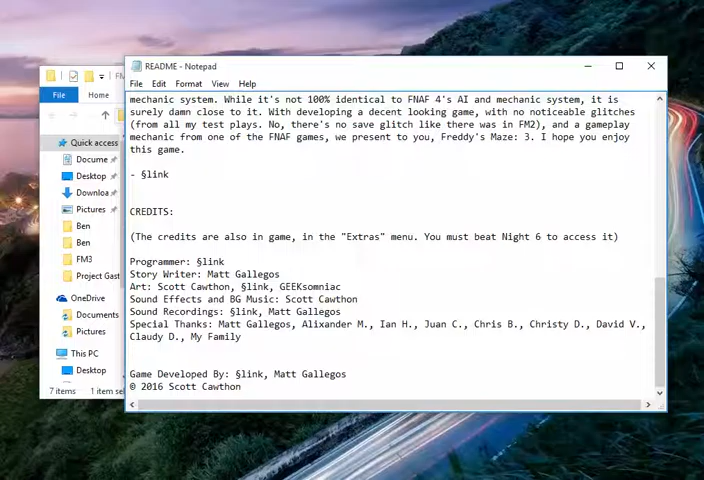 README - Notepad
File Edit Format View Help
mechanic system. While it's not 100% identical to FNAF 4's AI and mechanic system, it is
surely damn close to it. With developing a decent looking game, with no noticeable glitches
(from all my test plays. No, there's no save glitch like there was in FM2), and a gameplay
mechanic from one of the FNAF games, we present to you, Freddy's Maze: 3. I hope you enjoy
this game.
- §link
CREDITS:
(The credits are also in game, in the "Extras" menu. You must beat Night 6 to access it)
Programmer: §link
Story Writer: Matt Gallegos
Art: Scott Cawthon, §link, GEEKsomniac
Sound Effects and BG Music: Scott Cawthon
Sound Recordings: §link, Matt Gallegos
Special Thanks: Matt Gallegos, Alixander M., Ian H., Juan C., Chris B., Christy D., David V.,
Claudy D., My Family
Game Developed By: §link, Matt Gallegos
© 2016 Scott Cawthon
File Home
Quick access
Docume
Desktop
Downloa
Pictures
Ben
Ben
FM3
Project Gast
OneDrive
Documents
Pictures
This PC
Desktop
7 items 1 item sel